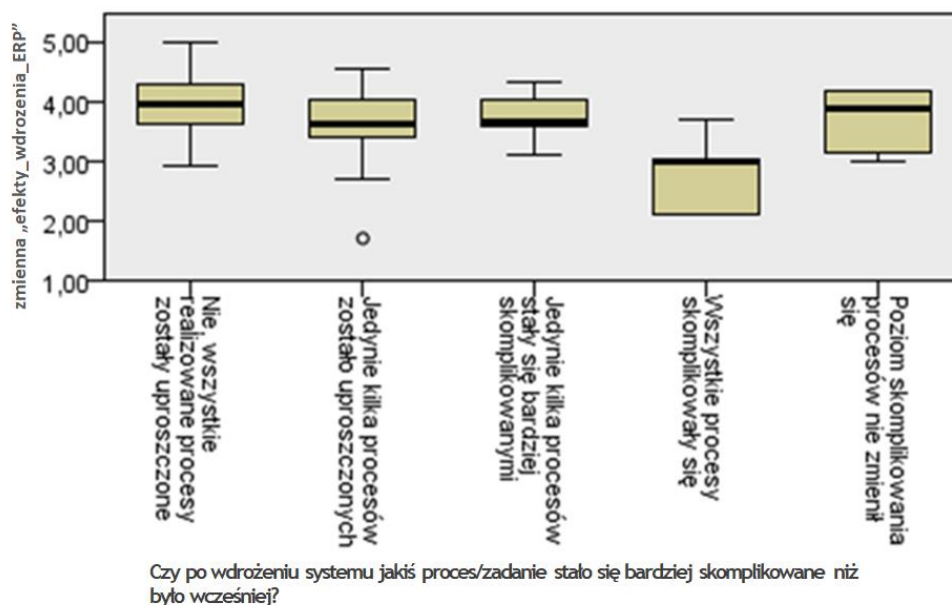 zmienna „efekty_wdrozenia_ERP”
5,00
4,00
3,00
2,00
1,00
Nie, wszystkie
realizowane procesy
zostały uproszczone
Jedynie kilka procesów
zostało uproszczonych
Jedynie kilka procesów
stały się bardziej
skomplikowanymi
Wszystkie procesy
skomplikowały się
Poziom skomplikowania
procesów nie zmienił
się
Czy po wdrożeniu systemu jakiś proces/zadanie stało się bardziej skomplikowane niż
było wcześniej?